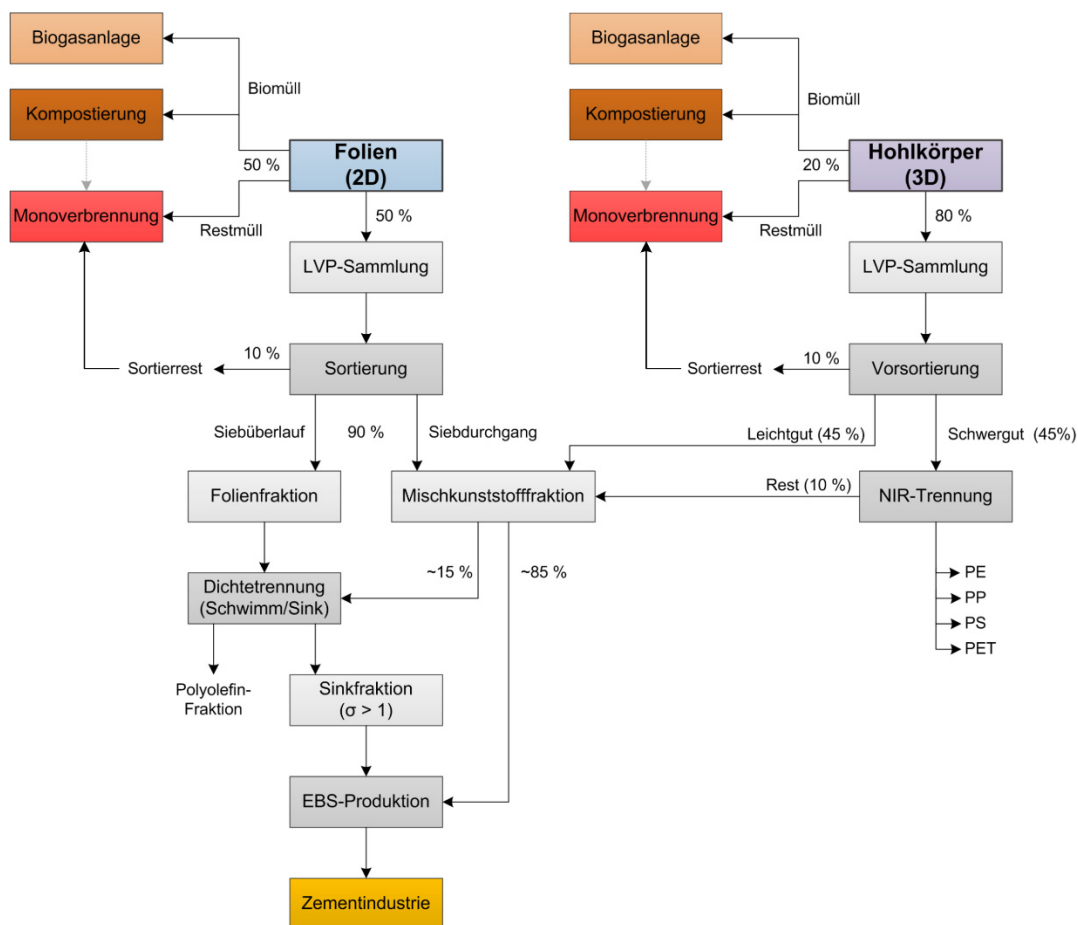 Biogasanlage
Biomüll
Kompostierung
50 %
Folien
(2D)
Monoverbrennung
Restmüll
50 %
LVP-Sammlung
10 %
Sortierrest
Sortierung
Siebüberlauf
90 %
Siebdurchgang
Folienfraktion
Mischkunststofffraktion
~15 %
~85 %
Dichtetrennung
(Schwimm/Sink)
Polyolefin-
Fraktion
Sinkfraktion
(σ > 1)
EBS-Produktion
Zementindustrie
Biogasanlage
Biomüll
Kompostierung
20 %
Hohlkörper
(3D)
Monoverbrennung
Restmüll
80 %
LVP-Sammlung
10 %
Sortierrest
Vorsortierung
Leichtgut (45 %)
Schwergut (45%)
Rest (10 %)
NIR-Trennung
PE
PP
PS
PET